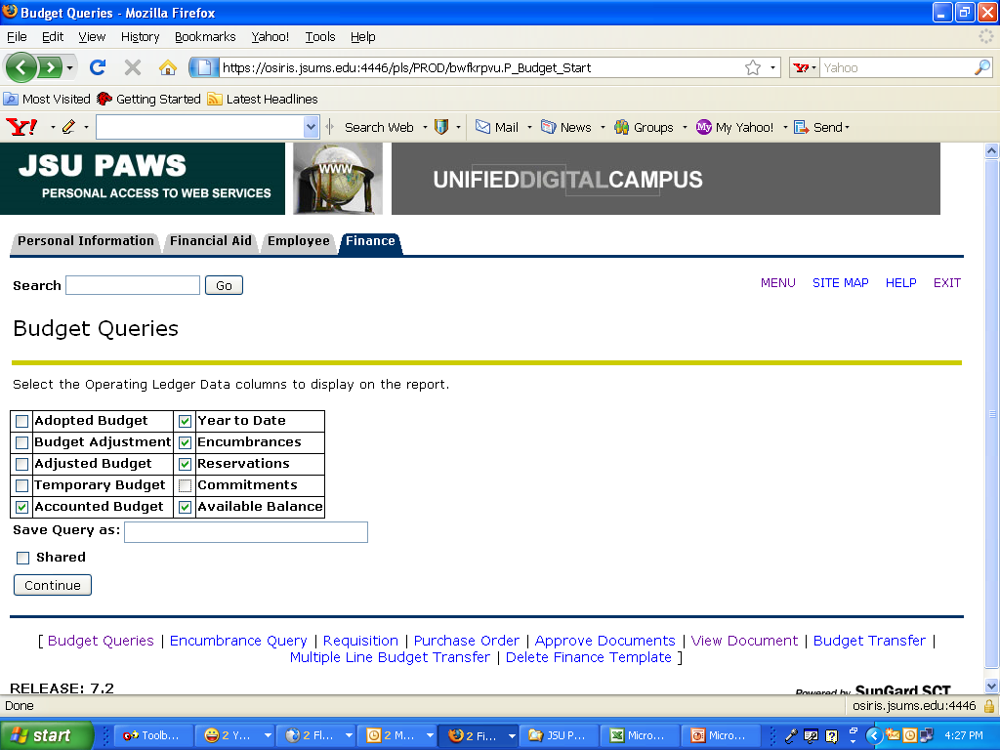 Budget Queries - Mozilla Firefox
File Edit View History Bookmarks Yahoo! Tools Help
https://osiris.jsums.edu:4446/pls/PROD/bwfkrpvu.P_Budget_Start Yahoo
Most Visited Getting Started Latest Headlines
Y! Search Web Mail News Groups My My Yahoo! Send
JSU PAWS
PERSONAL ACCESS TO WEB SERVICES
WWW
UNIFIEDDIGITALCAMPUS
Personal Information Financial Aid Employee Finance
Search Go MENU SITE MAP HELP EXIT
Budget Queries
Select the Operating Ledger Data columns to display on the report.
Adopted Budget Year to Date
Budget Adjustment Encumbrances
Adjusted Budget Reservations
Temporary Budget Commitments
Accounted Budget Available Balance
Save Query as:
Shared
Continue
[ Budget Queries | Encumbrance Query | Requisition | Purchase Order | Approve Documents | View Document | Budget Transfer |
Multiple Line Budget Transfer | Delete Finance Template ]
RELEASE: 7.2 Powered by SunGard SCT
Done osiris.jsums.edu:4446
start Toolb... 2 Y... 2 Fl... 2 M... 2 Fi... JSU P... Micro... Micro... 4:27 PM